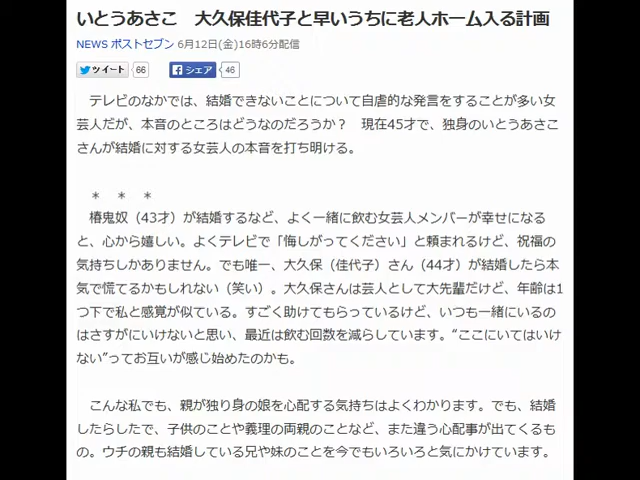 いとうあさこ　大久保佳代子と早いうちに老人ホーム入る計画
NEWS ポストセブン 6月12日(金)16時6分配信
ツイート 66 シェア 46
テレビのなかでは、結婚できないことについて自虐的な発言をすることが多い女
芸人だが、本音のところはどうなのだろうか？　現在45才で、独身のいとうあさこ
さんが結婚に対する女芸人の本音を打ち明ける。
＊　＊　＊
椿鬼奴（43才）が結婚するなど、よく一緒に飲む女芸人メンバーが幸せになる
と、心から嬉しい。よくテレビで「悔しがってください」と頼まれるけど、祝福の
気持ちしかありません。でも唯一、大久保（佳代子）さん（44才）が結婚したら本
気で慌てるかもしれない（笑い）。大久保さんは芸人として大先輩だけど、年齢は1
つ下で私と感覚が似ている。すごく助けてもらっているけど、いつも一緒にいるの
はさすがにいけないと思い、最近は飲む回数を減らしています。“ここにいてはいけ
ない”ってお互いが感じ始めたのかも。
こんな私でも、親が独り身の娘を心配する気持ちはよくわかります。でも、結婚
したらしたで、子供のことや義理の両親のことなど、また違う心配事が出てくるも
の。ウチの親も結婚している兄や妹のことを今でもいろいろと気にかけています。